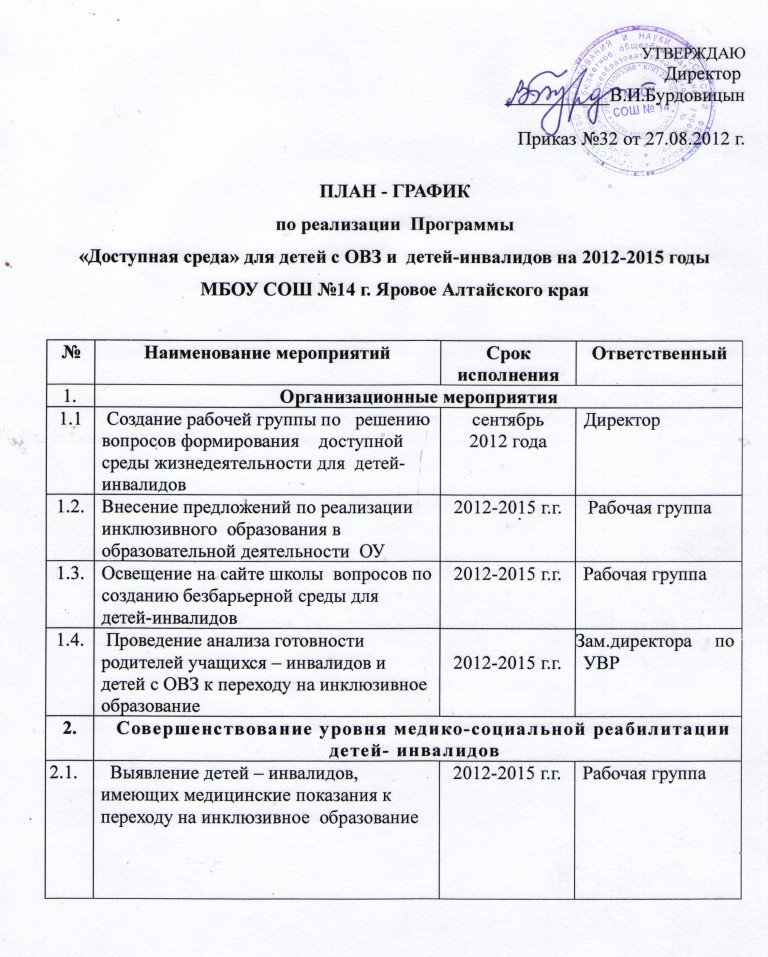 УТВЕРЖДАЮ
Директор
В.И.Бурдовицын
СОШ № 14
Приказ №32 от 27.08.2012 г.
ПЛАН - ГРАФИК
по реализации Программы
«Доступная среда» для детей с ОВЗ и детей-инвалидов на 2012-2015 годы
МБОУ СОШ №14 г. Яровое Алтайского края
№ Наименование мероприятий Срок исполнения Ответственный
1. Организационные мероприятия
1.1 Создание рабочей группы по решению сентябрь Директор
вопросов формирования доступной 2012 года
среды жизнедеятельности для детей-
инвалидов
1.2. Внесение предложений по реализации 2012-2015 г.г. Рабочая группа
инклюзивного образования в
образовательной деятельности ОУ
1.3. Освещение на сайте школы вопросов по 2012-2015 г.г. Рабочая группа
созданию безбарьерной среды для
детей-инвалидов
1.4. Проведение анализа готовности Зам.директора по
родителей учащихся – инвалидов и 2012-2015 г.г. УВР
детей с ОВЗ к переходу на инклюзивное
образование
2. Совершенствование уровня медико-социальной реабилитации
детей- инвалидов
2.1. Выявление детей – инвалидов, 2012-2015 г.г. Рабочая группа
имеющих медицинские показания к
переходу на инклюзивное образование